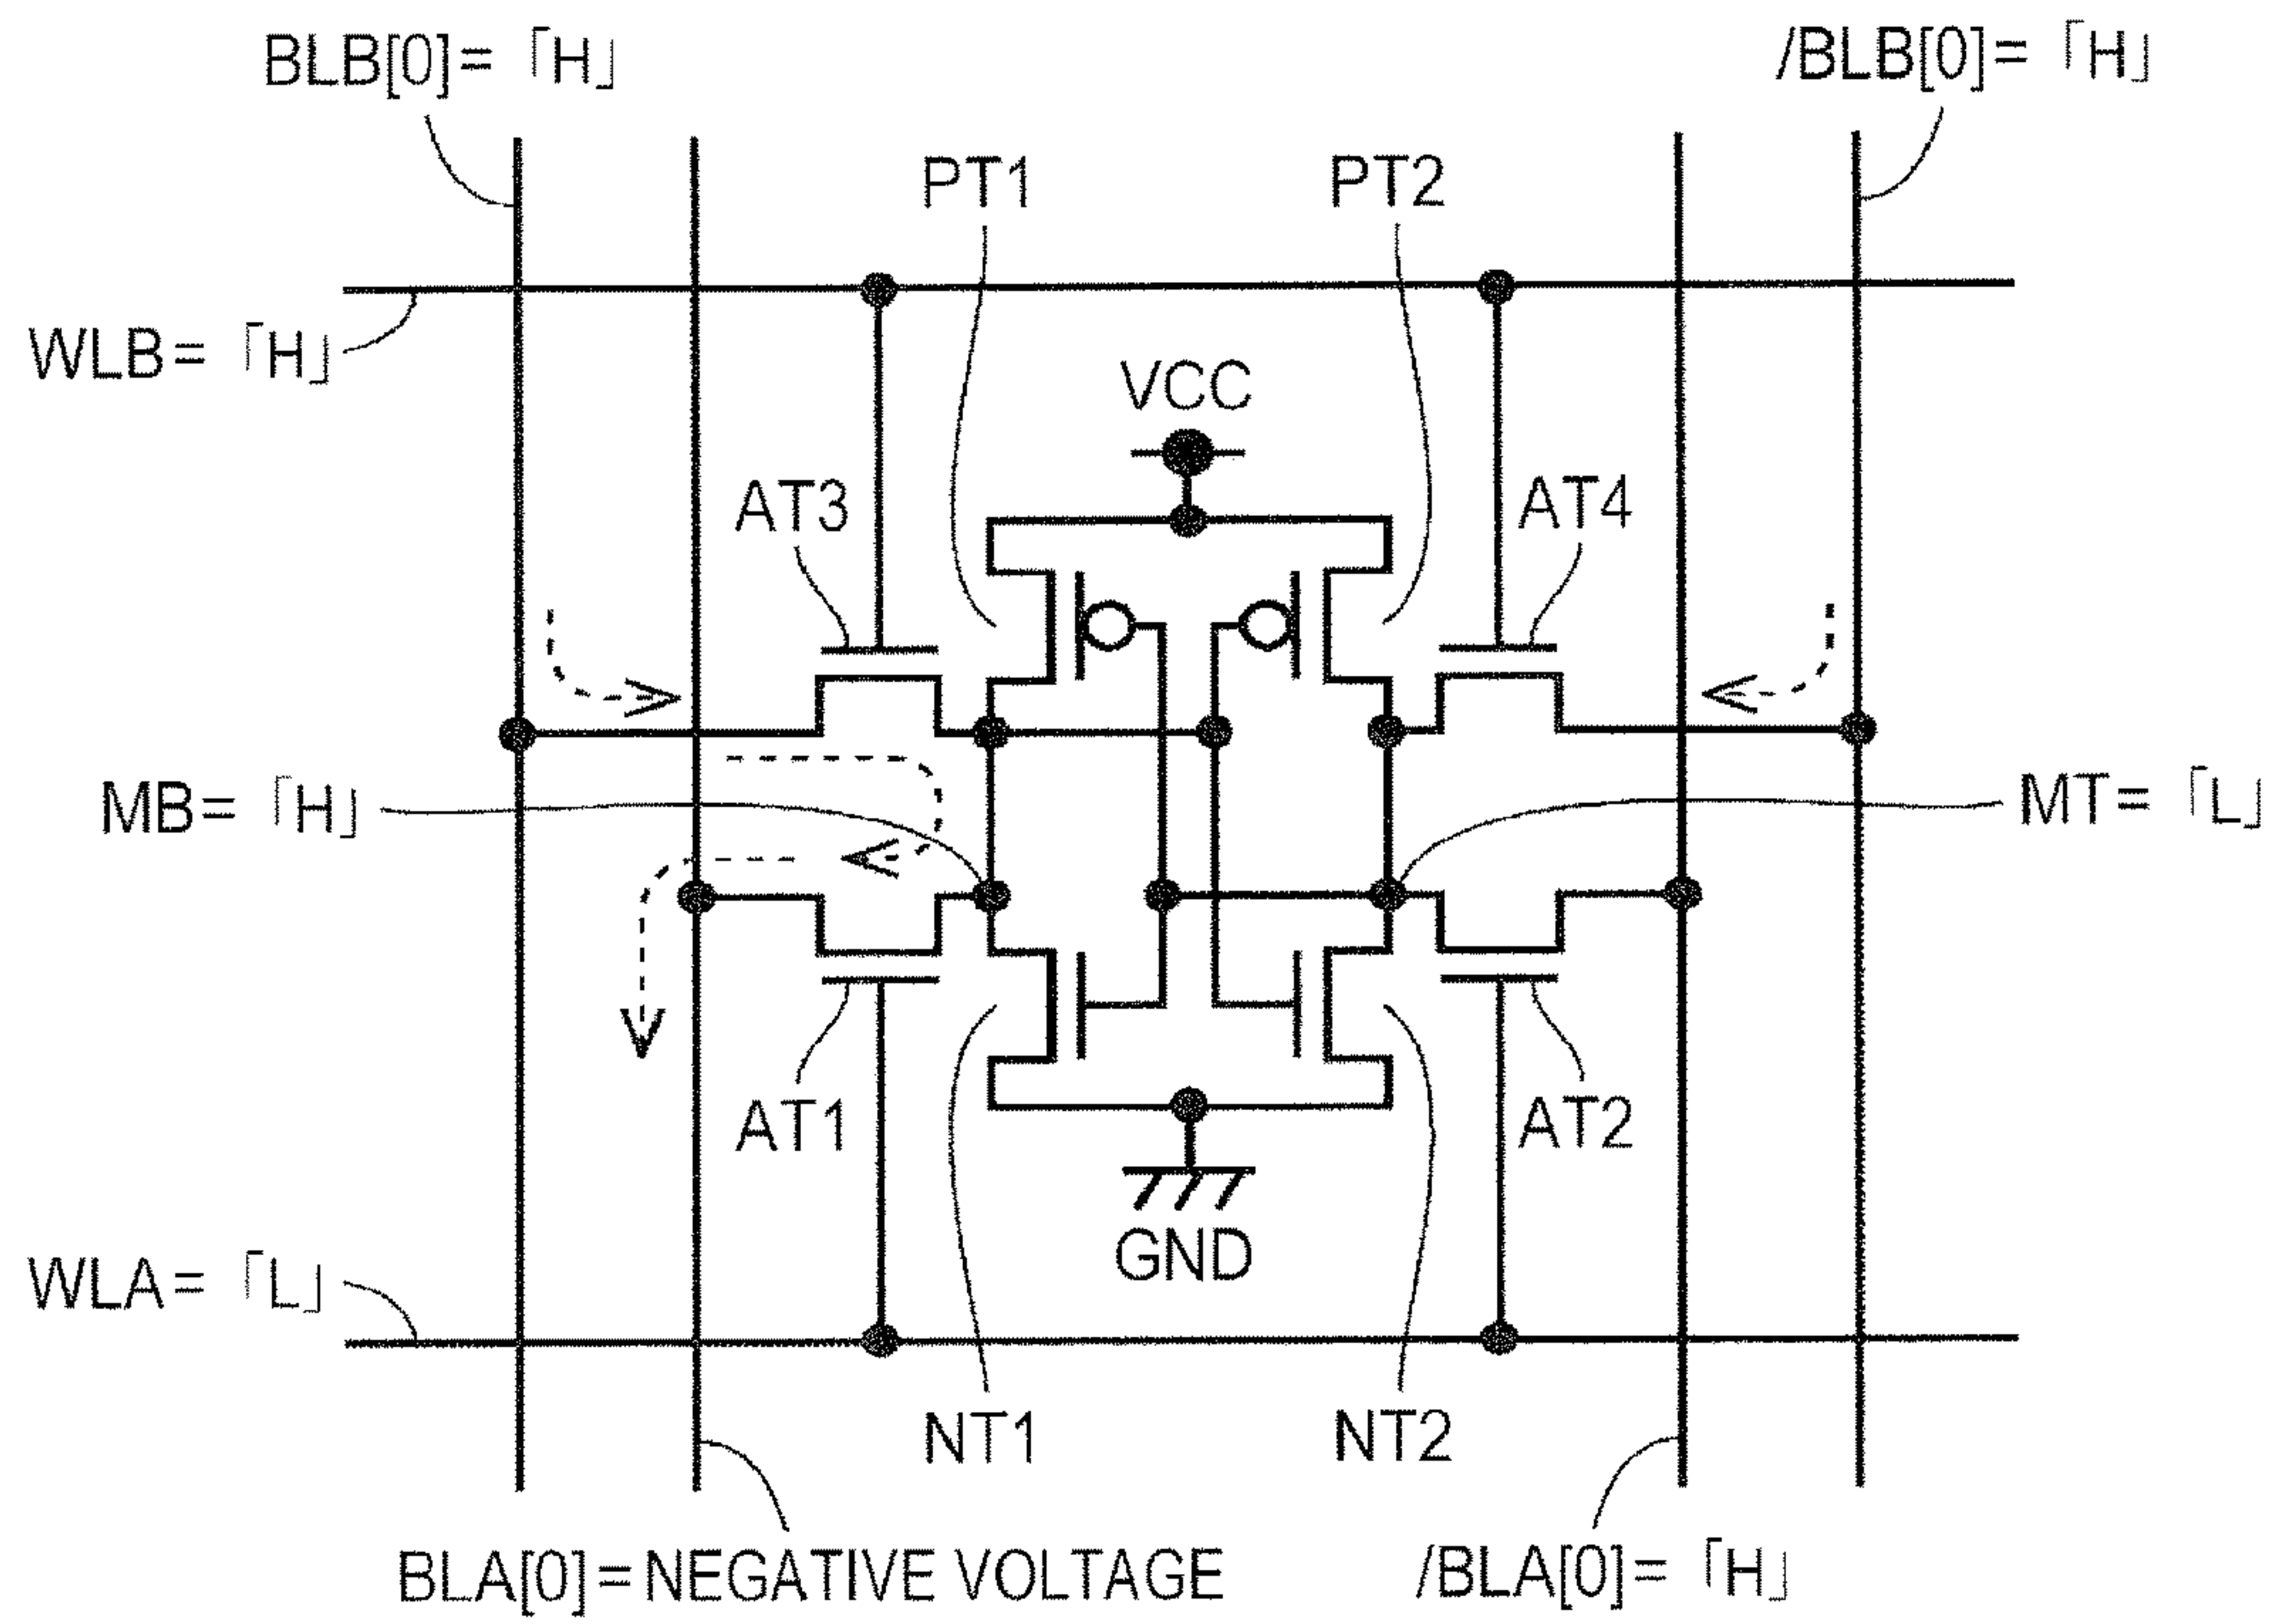 BLB[0]=「H」
/BLB[0]=「H」
PT1
PT2
WLB=「H」
VCC
AT3
AT4
MB=「H」
MT=「L」
AT1
AT2
GND
WLA=「L」
NT1
NT2
BLA[0]=NEGATIVE VOLTAGE
/BLA[0]=「H」